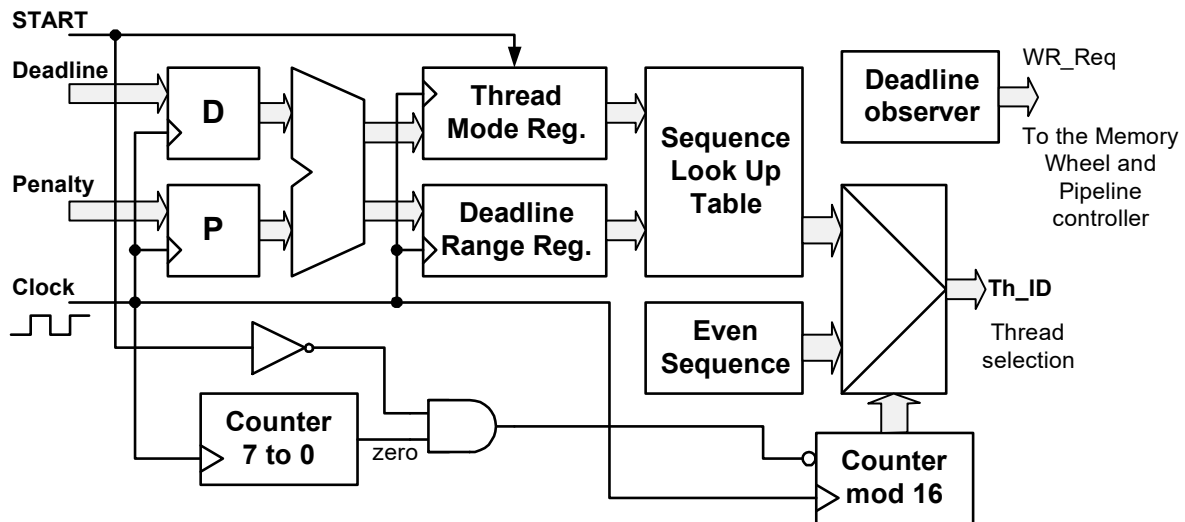 START
Deadline
D
Thread
Mode Reg.
Sequence
Look Up
Table
Deadline
observer
WR_Req
To the Memory
Wheel and
Pipeline
controller
Penalty
P
Deadline
Range Reg.
Clock
Even
Sequence
Th_ID
Thread
selection
Counter
7 to 0
zero
Counter
mod 16